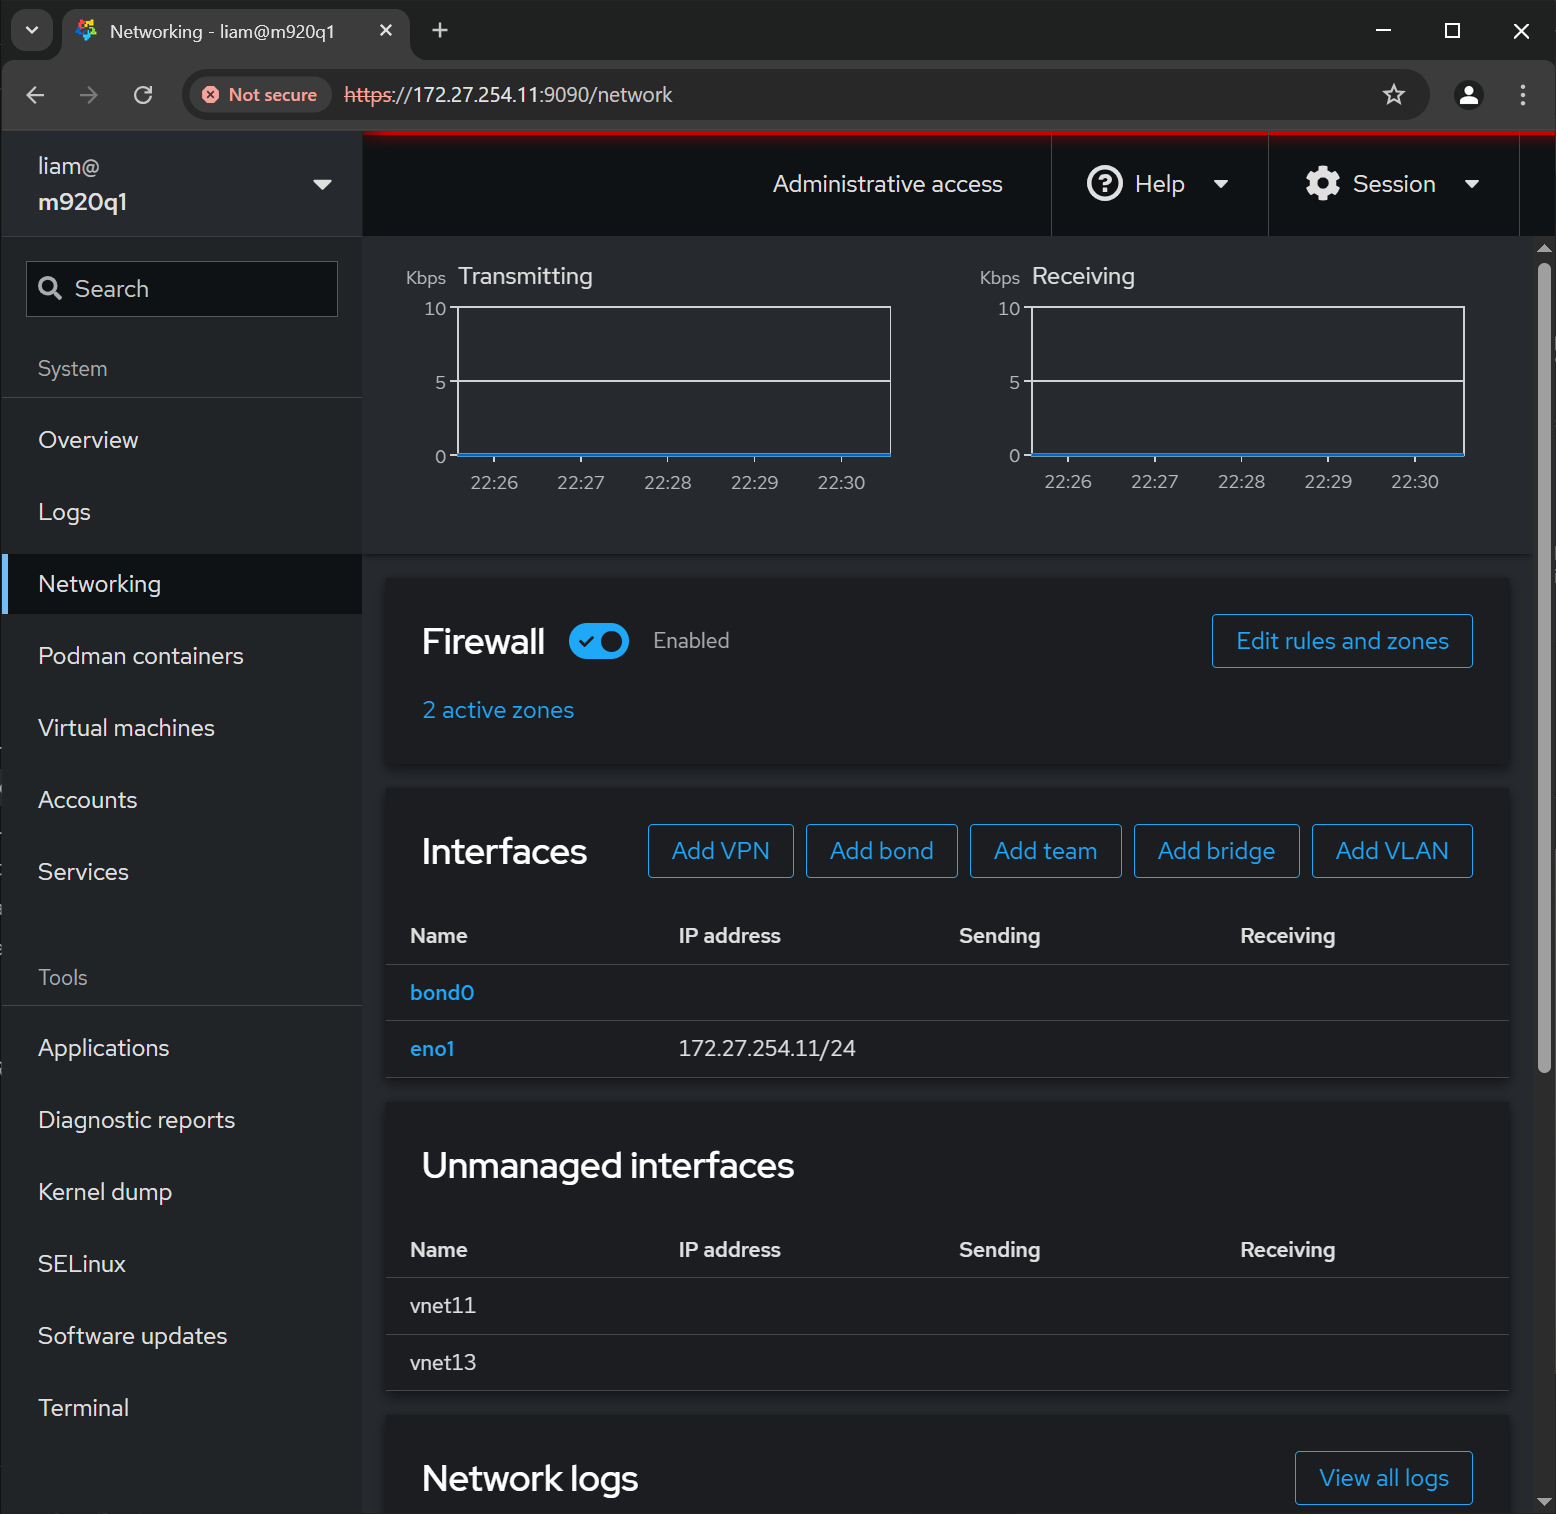 Networking - liam@m920q1
Not secure https://172.27.254.11:9090/network
liam@
m920q1
Administrative access
Help
Session
Search
System
Overview
Logs
Networking
Podman containers
Virtual machines
Accounts
Services
Tools
Applications
Diagnostic reports
Kernel dump
SELinux
Software updates
Terminal
Kbps Transmitting
10
5
0
22:26 22:27 22:28 22:29 22:30
Kbps Receiving
10
5
0
22:26 22:27 22:28 22:29 22:30
Firewall Enabled
Edit rules and zones
2 active zones
Interfaces Add VPN Add bond Add team Add bridge Add VLAN
Name IP address Sending Receiving
bond0
eno1 172.27.254.11/24
Unmanaged interfaces
Name IP address Sending Receiving
vnet11
vnet13
Network logs View all logs